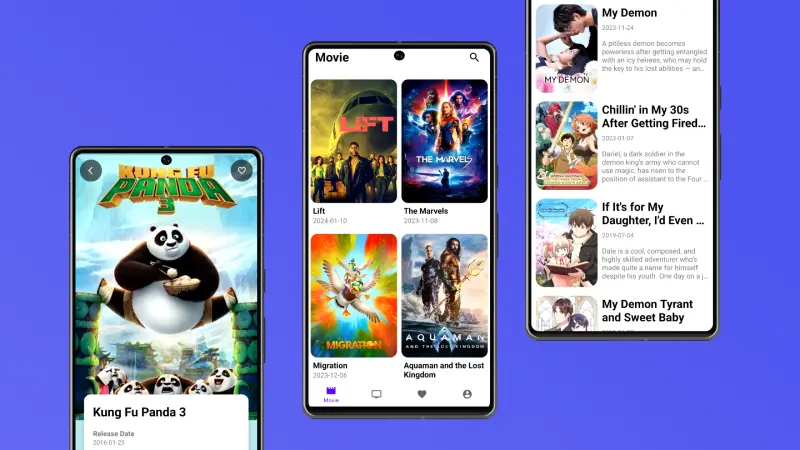 KUNG FU
PANDA
3
Kung Fu Panda 3
Release Date
2016-01-23
Movie
LIFT
THE MARVELS
Lift
2024-01-10
The Marvels
2023-11-08
MIGRATION
AQUAMAN
AND THE LOST KINGDOM
Migration
2023-12-06
Aquaman and the Lost
Kingdom
Movie
MY DEMON
My Demon
2023-11-24
A pitiless demon becomes
powerless after getting entangled
with an icy heiress, who may hold
the key to his lost abilities — an...
Chillin' in My 30s
After Getting Fired...
2023-01-07
Dariel, a dark soldier in the
demon king's army who cannot
use magic, has risen to the
position of assistant to the Four ...
If It's for My
Daughter, I'd Even ...
2019-07-04
Dale is a cool, composed, and
highly skilled adventurer who's
made quite a name for himself
despite his youth. One day on a j...
My Demon Tyrant
and Sweet Baby